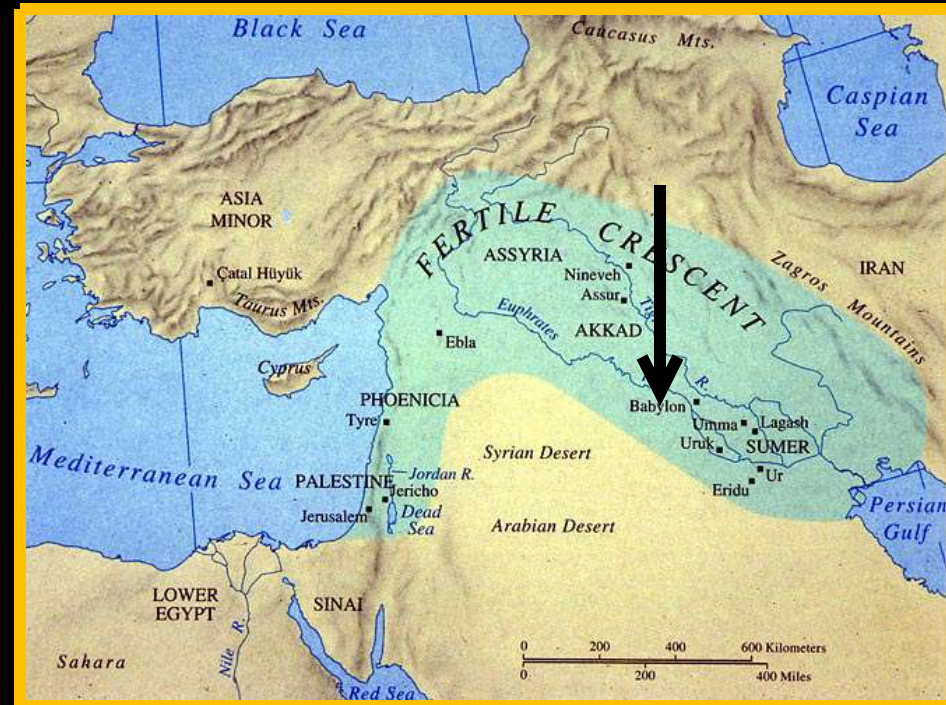 Black Sea
Caucasus Mts.
Caspian
Sea
ASIA
MINOR
FERTILE CRESCENT
ASSYRIA
Nineveh
Zagros Mountains
IRAN
Çatal Hüyük
Taurus Mts.
Assur
Euphrates
R.
AKKAD
Ebla
Cyprus
PHOENICIA
Babylon
Tyre
Umma
Lagash
Uruk
SUMER
Syrian Desert
Mediterranean Sea
Jordan R.
Ur
PALESTINE
Jericho
Eridu
Jerusalem
Dead
Sea
Persian
Gulf
Arabian Desert
LOWER
EGYPT
SINAI
Nile R.
Sahara
0 200 400 600 Kilometers
0 200 400 Miles
Red Sea